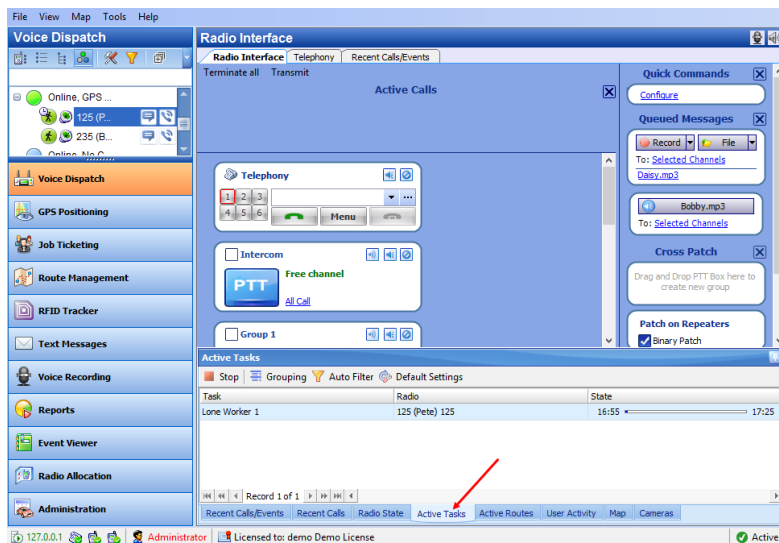 File View Map Tools Help
Voice Dispatch
Online, GPS ...
125 (P...
235 (B...
Online, No G
Voice Dispatch
GPS Positioning
Job Ticketing
Route Management
RFID Tracker
Text Messages
Voice Recording
Reports
Event Viewer
Radio Allocation
Administration
Radio Interface
Radio Interface Telephony Recent Calls/Events
Terminate all Transmit
Active Calls
Telephony
1 2 3
4 5 6 Menu
Intercom
Free channel
PTT
All Call
Group 1
Quick Commands
Configure
Queued Messages
Record File
To: Selected Channels
Daisy.mp3
Bobby.mp3
To: Selected Channels
Cross Patch
Drag and Drop PTT Box here to
create new group
Patch on Repeaters
Binary Patch
Active Tasks
Stop Grouping Auto Filter Default Settings
Task Radio State
Lone Worker 1 125 (Pete) 125 16:55 17:25
Record 1 of 1
Recent Calls/Events Recent Calls Radio State Active Tasks Active Routes User Activity Map Cameras
127.0.0.1 Administrator Licensed to: demo Demo License Active